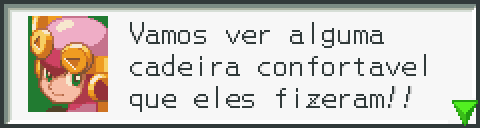 Vamos ver alguma
cadeira confortavel
que eles fizeram!!